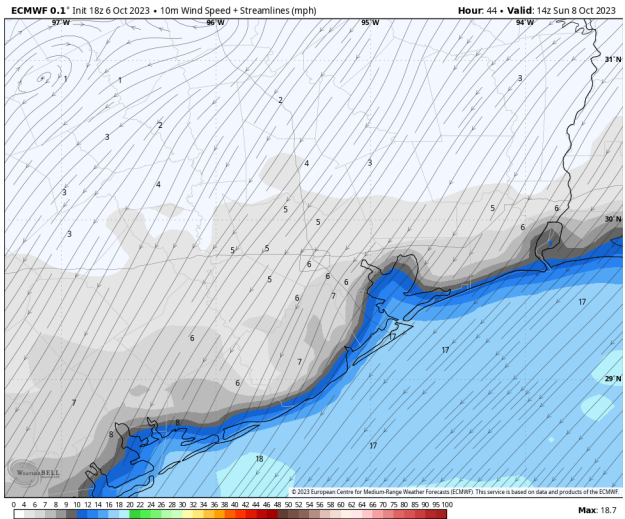 ECMWF 0.1° Init 18z 6 Oct 2023 • 10m Wind Speed + Streamlines (mph)
Hour: 44 • Valid: 14z Sun 8 Oct 2023
97°W 96°W 95°W 94°W
31°N
1 1 3
2
3 2
4 3
3 4
5 5 6
30°N
5
3 6
5 5
6
5 6 6
6 7
17
17
6 17
7
29°N
6
7
8 8
17
18
WeatherBELL
© 2023 European Centre for Medium-Range Weather Forecasts (ECMWF). This service is based on data and products of the ECMWF.
0 4 6 7 8 9 10 12 14 16 18 20 22 24 26 28 30 32 34 36 38 40 44 46 48 50 52 54 56 58 60 62 64 66 70 75 80 85 90 95 100
Max: 18.7